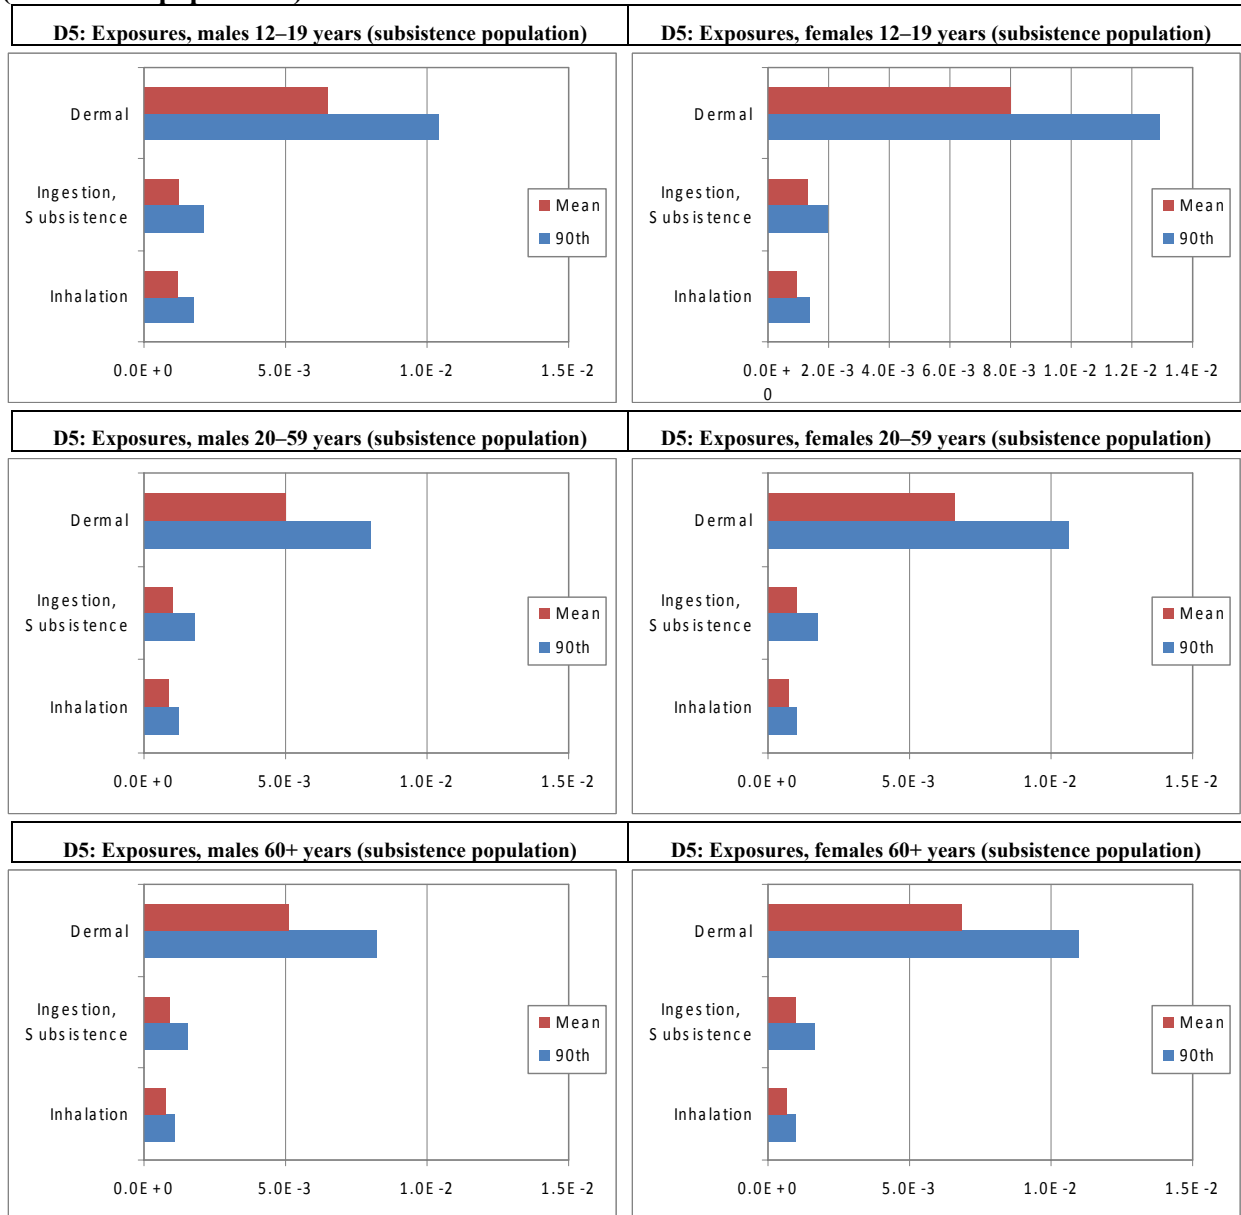 D5: Exposures, males 12–19 years (subsistence population)
D5: Exposures, females 12–19 years (subsistence population)
Dermal
Ingestion,
Subsistence
Inhalation
Mean
90th
0.0E+0 5.0E-3 1.0E-2 1.5E-2
Dermal
Ingestion,
Subsistence
Inhalation
Mean
90th
0.0E+ 2.0E-3 4.0E-3 6.0E-3 8.0E-3 1.0E-2 1.2E-2 1.4E-2
0
D5: Exposures, males 20–59 years (subsistence population)
D5: Exposures, females 20–59 years (subsistence population)
Dermal
Ingestion,
Subsistence
Inhalation
Mean
90th
0.0E+0 5.0E-3 1.0E-2 1.5E-2
Dermal
Ingestion,
Subsistence
Inhalation
Mean
90th
0.0E+0 5.0E-3 1.0E-2 1.5E-2
D5: Exposures, males 60+ years (subsistence population)
D5: Exposures, females 60+ years (subsistence population)
Dermal
Ingestion,
Subsistence
Inhalation
Mean
90th
0.0E+0 5.0E-3 1.0E-2 1.5E-2
Dermal
Ingestion,
Subsistence
Inhalation
Mean
90th
0.0E+0 5.0E-3 1.0E-2 1.5E-2